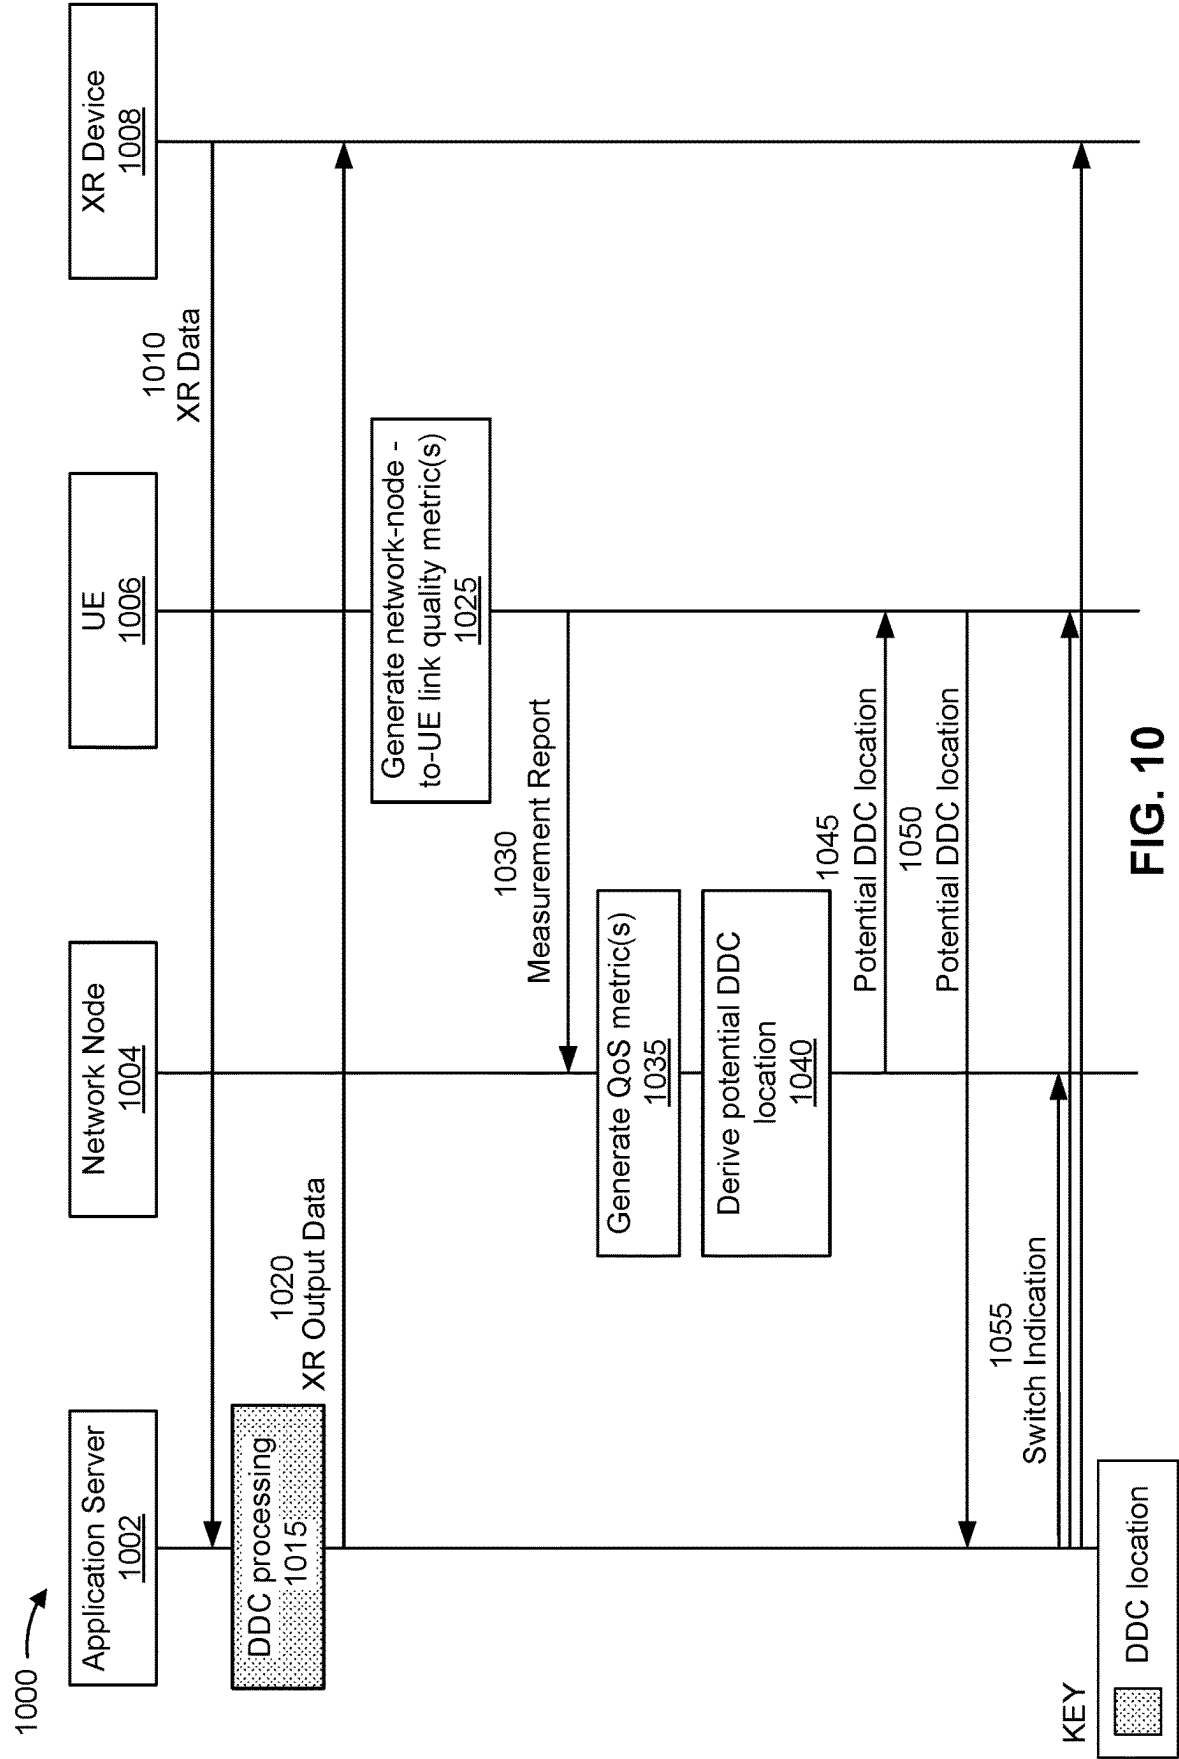 1000
Application Server
1002
Network Node
1004
UE
1006
XR Device
1008
1010
XR Data
DDC processing
1015
1020
XR Output Data
Generate network-node -
to-UE link quality metric(s)
1025
1030
Measurement Report
Generate QoS metric(s)
1035
Derive potential DDC
location
1040
1045
Potential DDC location
1050
Potential DDC location
1055
Switch Indication
KEY
DDC location
FIG. 10